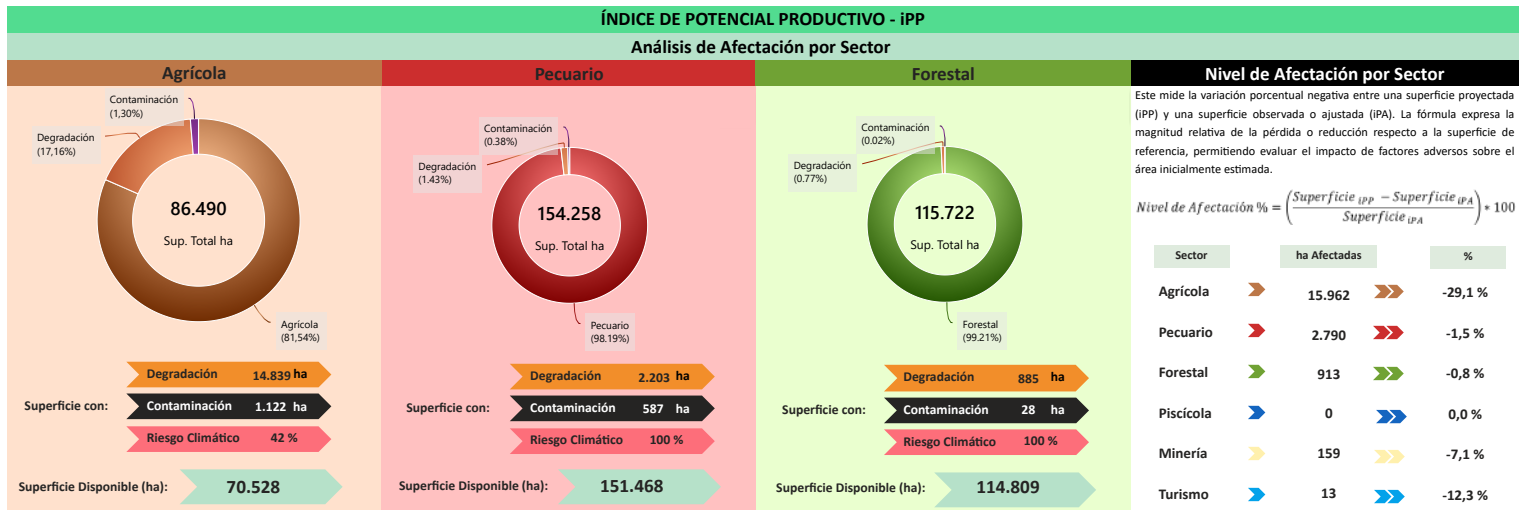 ÍNDICE DE POTENCIAL PRODUCTIVO - iPP
Análisis de Afectación por Sector
Agrícola
Contaminación
(1,30%)
Degradación
(17,16%)
86.490
Sup. Total ha
Agrícola
(81,54%)
Superficie con:
Degradación 14.839 ha
Contaminación 1.122 ha
Riesgo Climático 42 %
Superficie Disponible (ha): 70.528
Pecuario
Contaminación
(0.38%)
Degradación
(1.43%)
154.258
Sup. Total ha
Pecuario
(98.19%)
Superficie con:
Degradación 2.203 ha
Contaminación 587 ha
Riesgo Climático 100 %
Superficie Disponible (ha): 151.468
Forestal
Contaminación
(0.02%)
Degradación
(0.77%)
115.722
Sup. Total ha
Forestal
(99.21%)
Superficie con:
Degradación 885 ha
Contaminación 28 ha
Riesgo Climático 100 %
Superficie Disponible (ha): 114.809
Nivel de Afectación por Sector
Este mide la variación porcentual negativa entre una superficie proyectada
(iPP) y una superficie observada o ajustada (iPA). La fórmula expresa la
magnitud relativa de la pérdida o reducción respecto a la superficie de
referencia, permitiendo evaluar el impacto de factores adversos sobre el
área inicialmente estimada.
Nivel de Afectación % = (Superficie iPP − Superficie iPA / Superficie iPA) * 100
Sector ha Afectadas %
Agrícola 15.962 -29,1 %
Pecuario 2.790 -1,5 %
Forestal 913 -0,8 %
Piscícola 0 0,0 %
Minería 159 -7,1 %
Turismo 13 -12,3 %